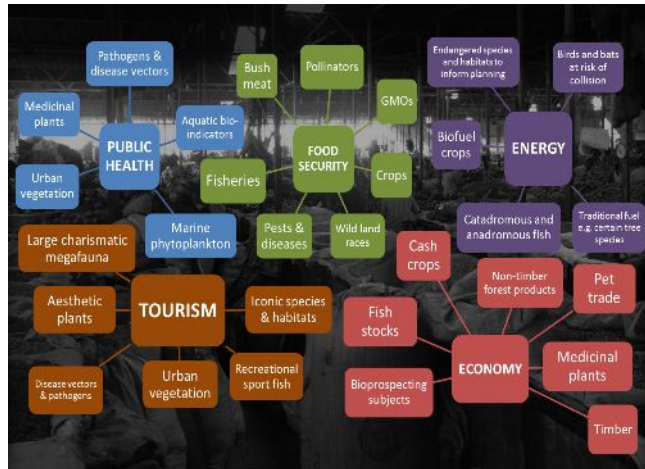 Pathogens &
disease vectors
Medicinal
plants
Aquatic bio-
indicators
PUBLIC
HEALTH
Urban
vegetation
Marine
phytoplankton
Bush
meat
Pollinators
GMOs
FOOD
SECURITY
Fisheries
Crops
Pests &
diseases
Wild land
races
Endangered species
and habitats to
inform planning
Birds and bats
at risk of
collision
Biofuel
crops
ENERGY
Catadromous and
anadromous fish
Traditional fuel
e.g. certain tree
species
Large charismatic
megafauna
Aesthetic
plants
TOURISM
Iconic species
& habitats
Disease vectors
& pathogens
Urban
vegetation
Recreational
sport fish
Cash
crops
Non-timber
forest products
Pet
trade
Fish
stocks
ECONOMY
Medicinal
plants
Bioprospecting
subjects
Timber